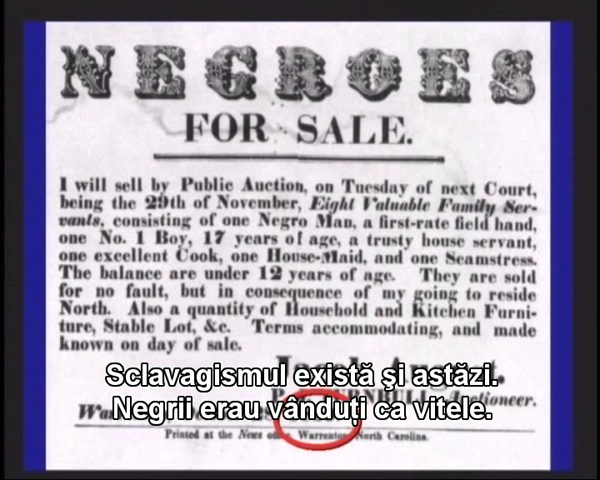 NEGROES
FOR SALE.
I will sell by Public Auction, on Tuesday of next Court,
being the 29th of November, Eight Valuable Family Ser-
vants, consisting of one Negro Man, a first-rate field hand,
one No. 1 Boy, 17 years of age, a trusty house servant,
one excellent Cook, one House-Maid, and one Seamstress.
The balance are under 12 years of age. They are sold
for no fault, but in consequence of my going to reside
North. Also a quantity of Household and Kitchen Furni-
ture, Stable Lot, &c. Terms accommodating, and made
known on day of sale.
Sclavagismul există şi astăzi.
Auctioneer.
Negrii erau vânduţi ca vitele.
Printed at the News Warrenton, North Carolina.